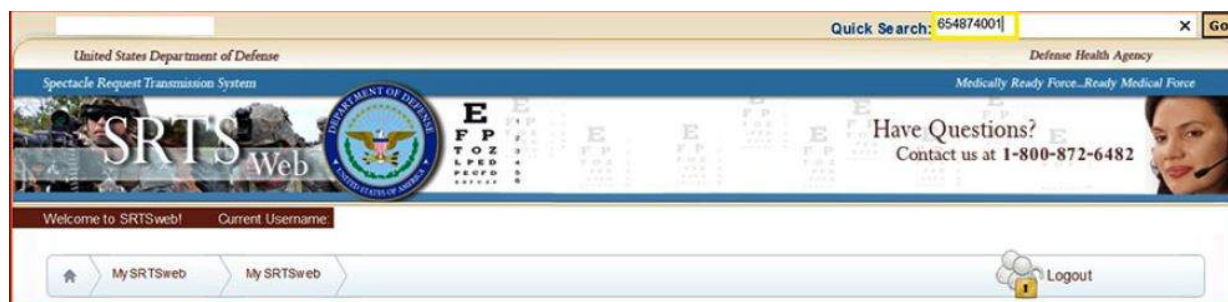 Quick Search: 654874001 × Go
United States Department of Defense Defense Health Agency
Spectacle Request Transmission System Medically Ready Force...Ready Medical Force
SRTS Web
DEPARTMENT OF DEFENSE
UNITED STATES OF AMERICA
E
F P
T O Z
L P E D
P E C F D
Have Questions?
Contact us at 1-800-872-6482
Welcome to SRTSweb! Current Username:
My SRTSweb My SRTSweb Logout